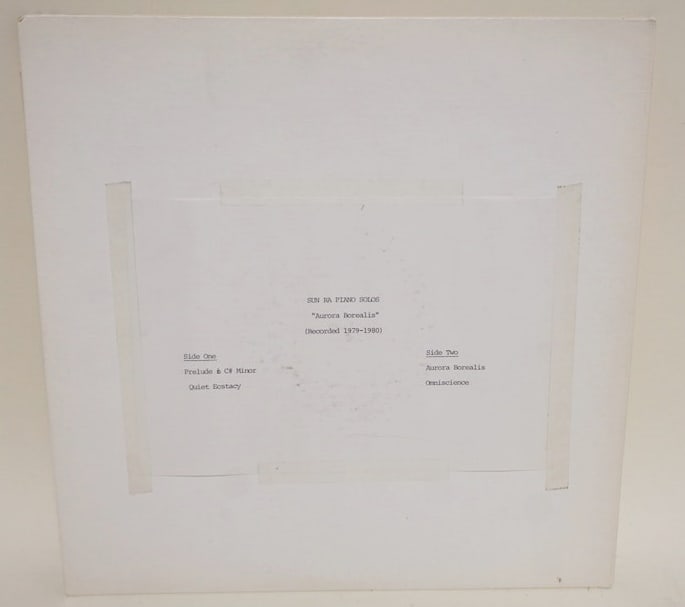 SUN RA PIANO SOLOS
"Aurora Borealis"
(Recorded 1979-1980)
Side One
Prelude & C# Minor
Quiet Ecstacy
Side Two
Aurora Borealis
Omniscience